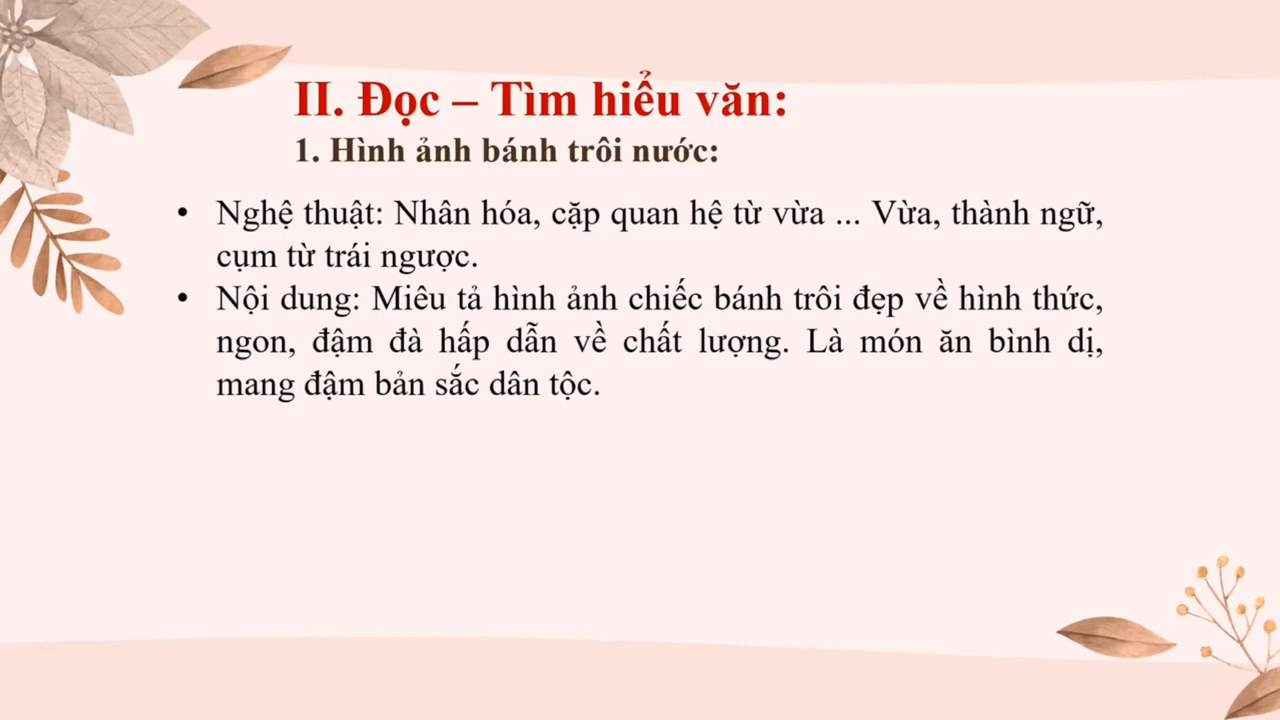 II. Đọc – Tìm hiểu văn:
1. Hình ảnh bánh trôi nước:
• Nghệ thuật: Nhân hóa, cặp quan hệ từ vừa ... Vừa, thành ngữ,
cụm từ trái ngược.
• Nội dung: Miêu tả hình ảnh chiếc bánh trôi đẹp về hình thức,
ngon, đậm đà hấp dẫn về chất lượng. Là món ăn bình dị,
mang đậm bản sắc dân tộc.